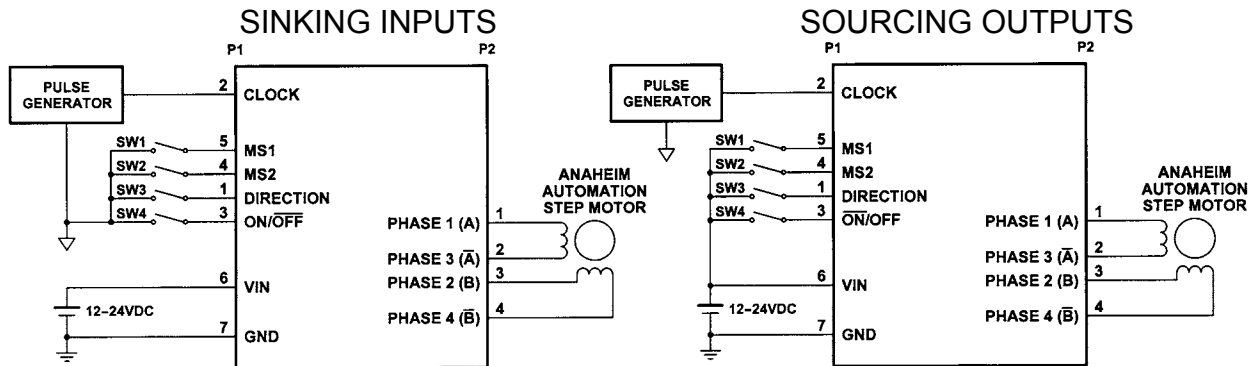 SINKING INPUTS
P1
P2
PULSE
GENERATOR
2
CLOCK
SW1
5
MS1
SW2
4
MS2
SW3
1
DIRECTION
SW4
3
ON/O̅F̅F̅
ANAHEIM
AUTOMATION
STEP MOTOR
PHASE 1 (A)
1
PHASE 3 (A̅)
2
PHASE 2 (B)
3
PHASE 4 (B̅)
4
6
VIN
12–24VDC
7
GND
SOURCING OUTPUTS
P1
P2
PULSE
GENERATOR
2
CLOCK
SW1
5
MS1
SW2
4
MS2
SW3
1
DIRECTION
SW4
3
O̅N̅/OFF
ANAHEIM
AUTOMATION
STEP MOTOR
PHASE 1 (A)
1
PHASE 3 (A̅)
2
PHASE 2 (B)
3
PHASE 4 (B̅)
4
6
VIN
12–24VDC
7
GND